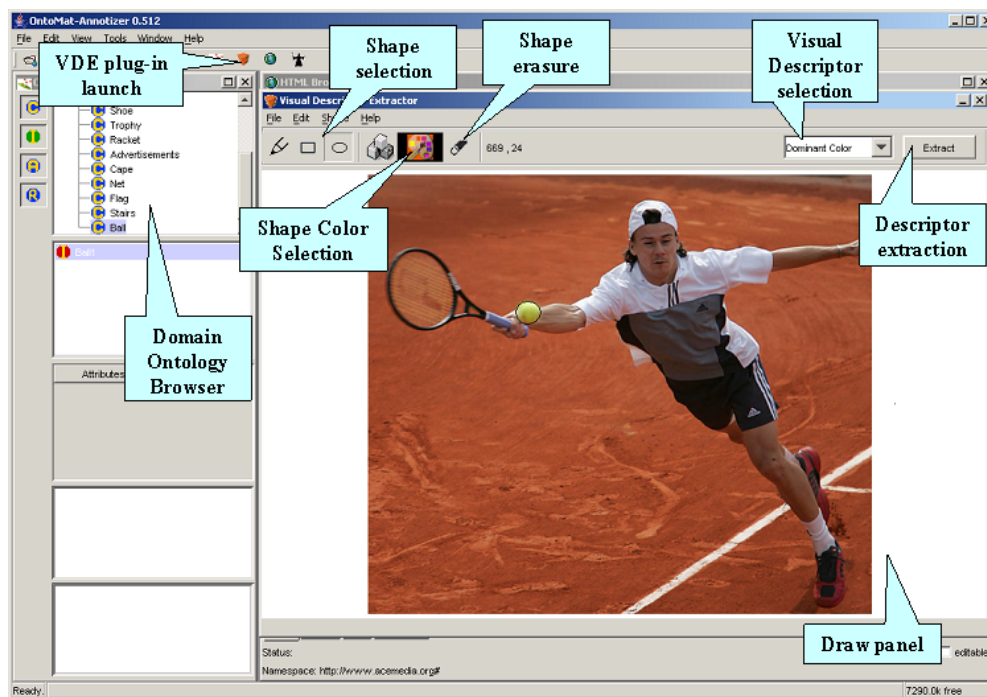 OntoMat-Annotizer 0.512
File Edit View Tools Window Help
VDE plug-in
launch
Shape
selection
Shape
erasure
Visual
Descriptor
selection
HTML Bro
Visual Des Extractor
File Edit Help
669 , 24
Dominant Color
Extract
Shoe
Trophy
Racket
Advertisements
Cape
Net
Flag
Stairs
Ball
Shape Color
Selection
Descriptor
extraction
Ball1
Domain
Ontology
Browser
Attributes
Draw panel
editable
Status:
Namespace: http://www.acemedia.org#
Ready.
7290.0k free